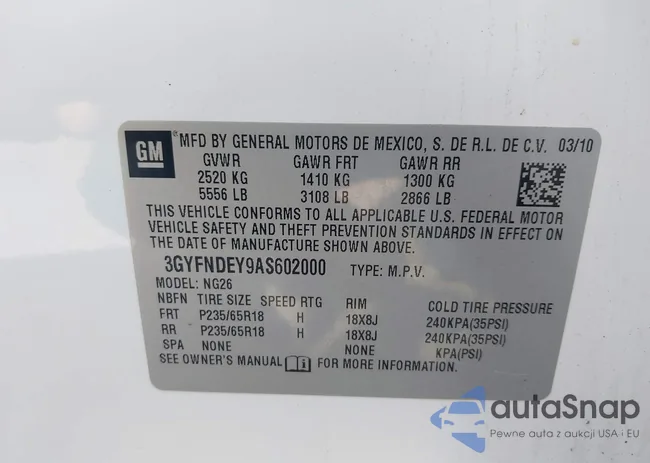 GM
MFD BY GENERAL MOTORS DE MEXICO, S. DE R.L. DE C.V. 03/10
GVWR GAWR FRT GAWR RR
2520 KG 1410 KG 1300 KG
5556 LB 3108 LB 2866 LB
THIS VEHICLE CONFORMS TO ALL APPLICABLE U.S. FEDERAL MOTOR
VEHICLE SAFETY AND THEFT PREVENTION STANDARDS IN EFFECT ON
DATE OF MANUFACTURE SHOWN ABOVE.
3GYFNDEY9AS602000 TYPE: M.P.V.
MODEL: NG26
NBFN TIRE SIZE SPEED RTG RIM COLD TIRE PRESSURE
FRT P235/65R18 H 18X8J 240KPA(35PSI)
RR P235/65R18 H 18X8J 240KPA(35PSI)
SPA NONE NONE KPA(PSI)
SEE OWNER'S MANUAL FOR MORE INFORMATION.
autaSnap
Pewne auta z aukcji USA • EU